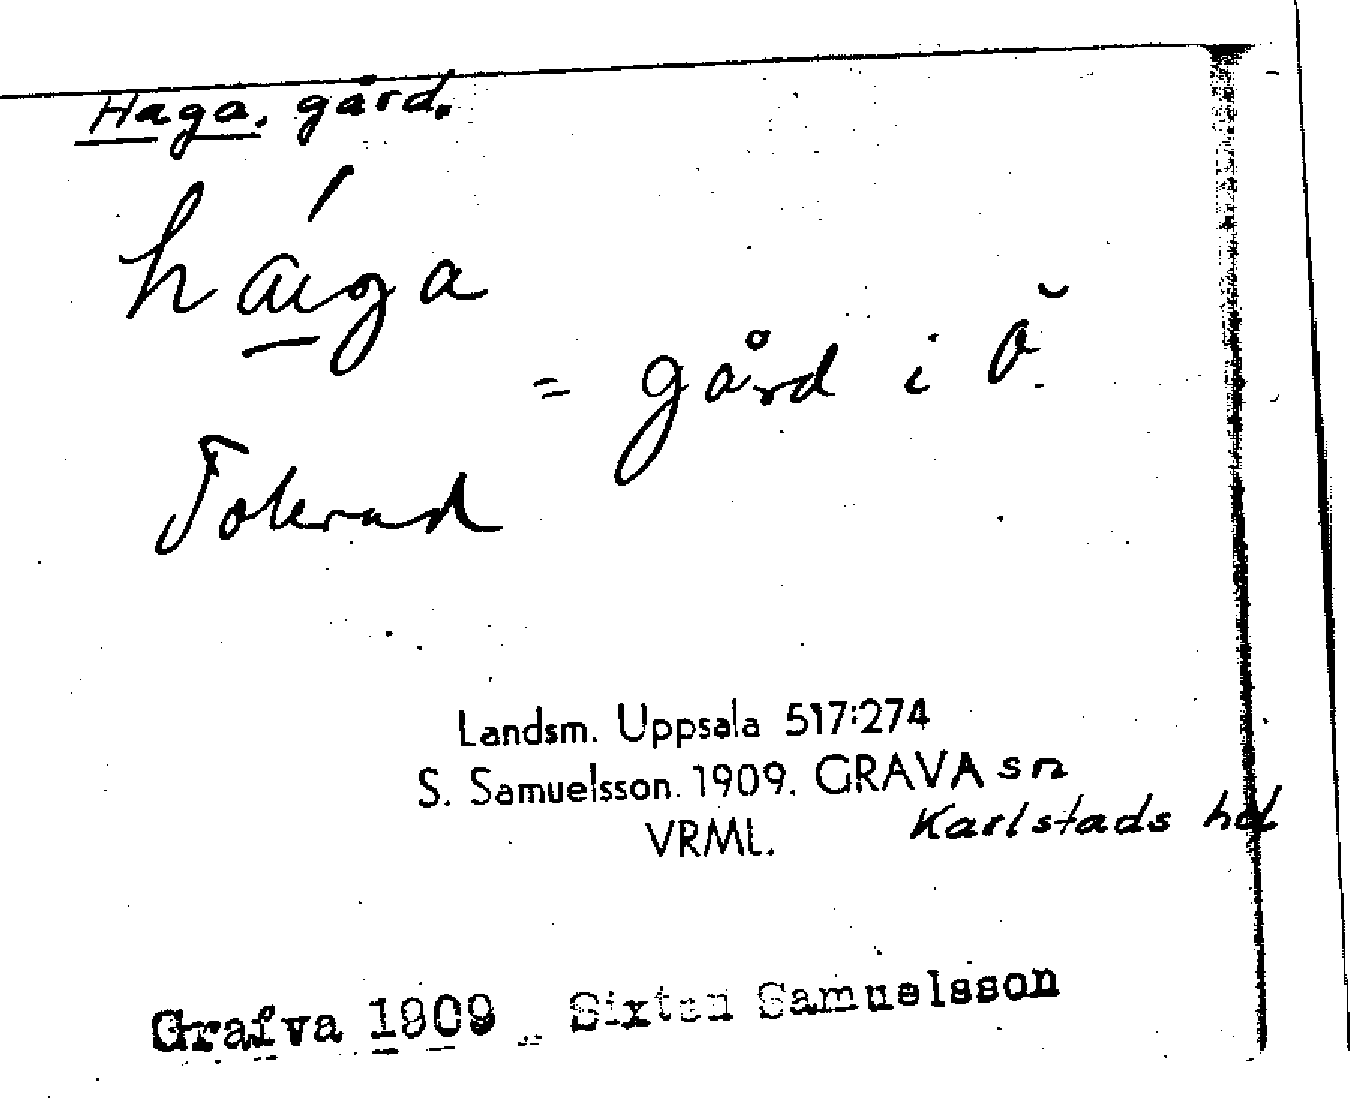 Haga. gård.
hága
= gård i Ö
Tolerud
Landsm. Uppsala 517:274
S. Samuelsson. 1909. GRAVA sn
VRML. Karlstads hd
Grafva 1909 Sixten Samuelsson